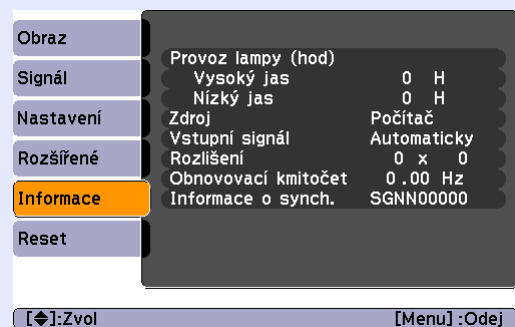 Obraz
Signál
Nastavení
Rozšířené
Informace
Reset
Provoz lampy (hod)
Vysoký jas 0 H
Nízký jas 0 H
Zdroj Počítač
Vstupní signál Automaticky
Rozlišení 0 x 0
Obnovovací kmitočet 0.00 Hz
Informace o synch. SGNN00000
[◆]:Zvol [Menu]:Odej